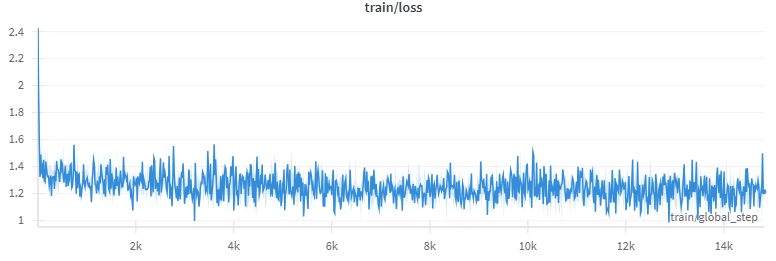 train/loss
2.4
2.2
2
1.8
1.6
1.4
1.2
1
train/global_step
2k
4k
6k
8k
10k
12k
14k